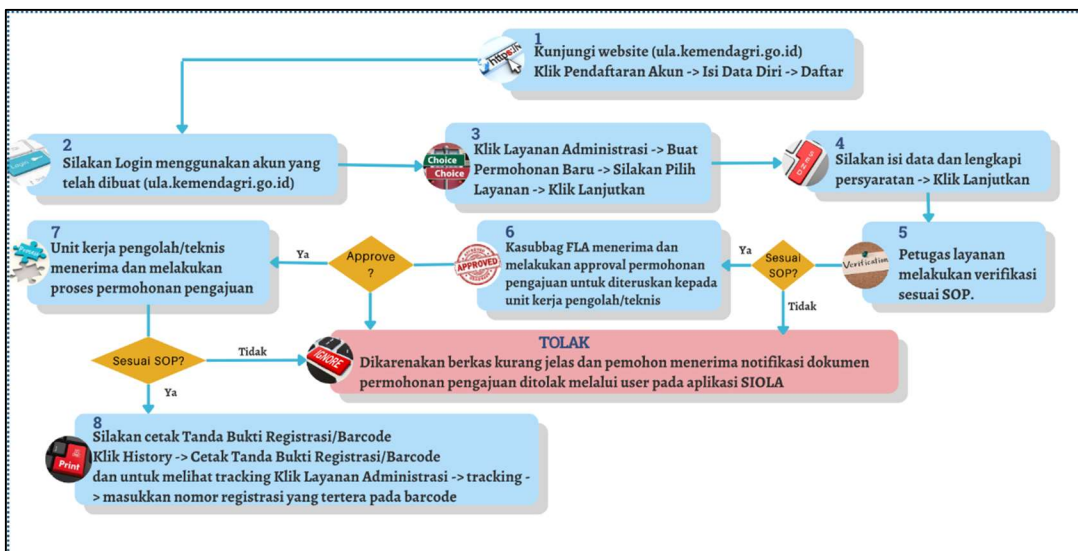 1
Kunjungi website (ula.kemendagri.go.id)
Klik Pendaftaran Akun -> Isi Data Diri -> Daftar
https://
2
Silakan Login menggunakan akun yang
telah dibuat (ula.kemendagri.go.id)
Login
3
Klik Layanan Administrasi -> Buat
Permohonan Baru -> Silakan Pilih
Layanan -> Klik Lanjutkan
Choice
Choice
4
Silakan isi data dan lengkapi
persyaratan -> Klik Lanjutkan
5
Petugas layanan
melakukan verifikasi
sesuai SOP.
Verification
Sesuai
SOP?
Ya
Tidak
6
Kasubbag FLA menerima dan
melakukan approval permohonan
pengajuan untuk diteruskan kepada
unit kerja pengolah/teknis
APPROVED
Approve
?
Ya
7
Unit kerja pengolah/teknis
menerima dan melakukan
proses permohonan pengajuan
Sesuai SOP?
Tidak
Ya
TOLAK
Dikarenakan berkas kurang jelas dan pemohon menerima notifikasi dokumen
permohonan pengajuan ditolak melalui user pada aplikasi SIOLA
IGNORE
8
Silakan cetak Tanda Bukti Registrasi/Barcode
Klik History -> Cetak Tanda Bukti Registrasi/Barcode
dan untuk melihat tracking Klik Layanan Administrasi -> tracking -
> masukkan nomor registrasi yang tertera pada barcode
Print